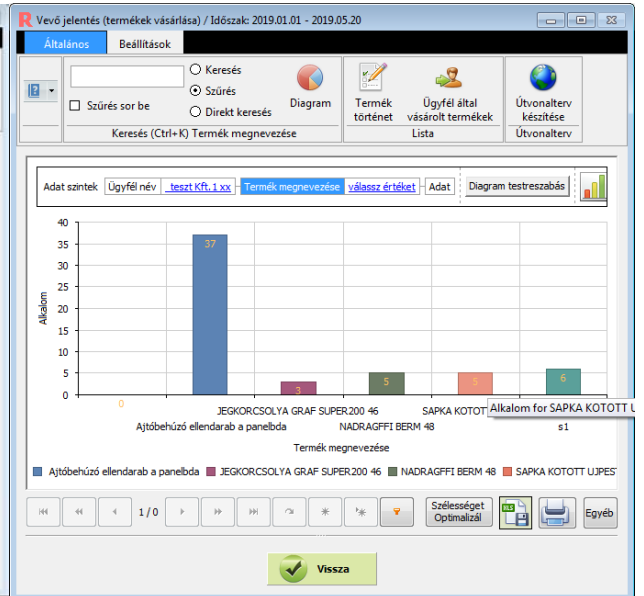 R Vevő jelentés (termékek vásárlása) / Időszak: 2019.01.01 - 2019.05.20
Általános Beállítások
Keresés
Szűrés
Szűrés sor be
Direkt keresés
Diagram
Termék történet
Ügyfél által vásárolt termékek
Útvonalterv készítése
Keresés (Ctrl+K) Termék megnevezése Lista Útvonalterv
Adat szintek Ügyfél név _teszt Kft. 1 xx Termék megnevezése válassz értéket Adat Diagram testreszabás
40
35
30
25
20
15
10
5
0
Alkalom
0
37
3
5
5
6
JEGKORCSOLYA GRAF SUPER200 46 SAPKA KOTOTT
Alkalom for SAPKA KOTOTT U
Ajtóbehúzó ellendarab a panelbda NADRAGFFI BERM 48 s1
Termék megnevezése
Ajtóbehúzó ellendarab a panelbda JEGKORCSOLYA GRAF SUPER200 46 NADRAGFFI BERM 48 SAPKA KOTOTT UJPES
1 / 0
Szélességet
Optimalizál
XLS
Egyéb
Vissza